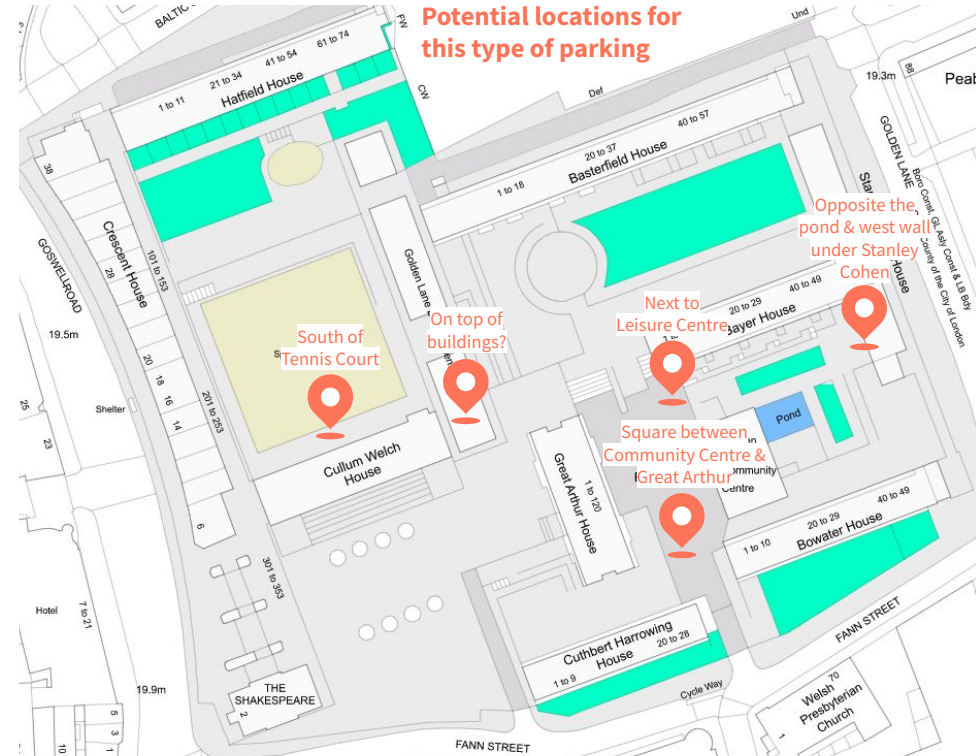 Potential locations for
this type of parking
BALTIC S
FW
Und
61 to 74
41 to 54
21 to 34
1 to 11
Hatfield House
CW
Def
19.3m
88
Peab
40 to 57
20 to 37
Basterfield House
1 to 18
GOLDEN LANE
Boro Const, GL Asly Const & LB Bdy
County of the City of London
38
Crescent House
101 to 153
28
GOSWELLROAD
19.5m
Golden Lane
Opposite the
pond & west wall
under Stanley
Cohen
House
Next to
Leisure Centre
20 to 29
40 to 49
Bayer House
On top of
buildings?
South of
Tennis Court
20
18
16
14
201 to 253
Shelter
25
23
Pond
Square between
Community Centre &
Great Arthur
Centre
Cullum Welch
House
Great Arthur House
1 to 120
40 to 49
20 to 29
1 to 10
Bowater House
6
301 to 353
Hotel
7 to 21
FANN STREET
Cuthbert Harrowing
House
20 to 28
1 to 9
Cycle Way
19.9m
THE
SHAKESPEARE
2
70
Welsh
Presbyterian
Church
1
5
3
1
10
FANN STREET